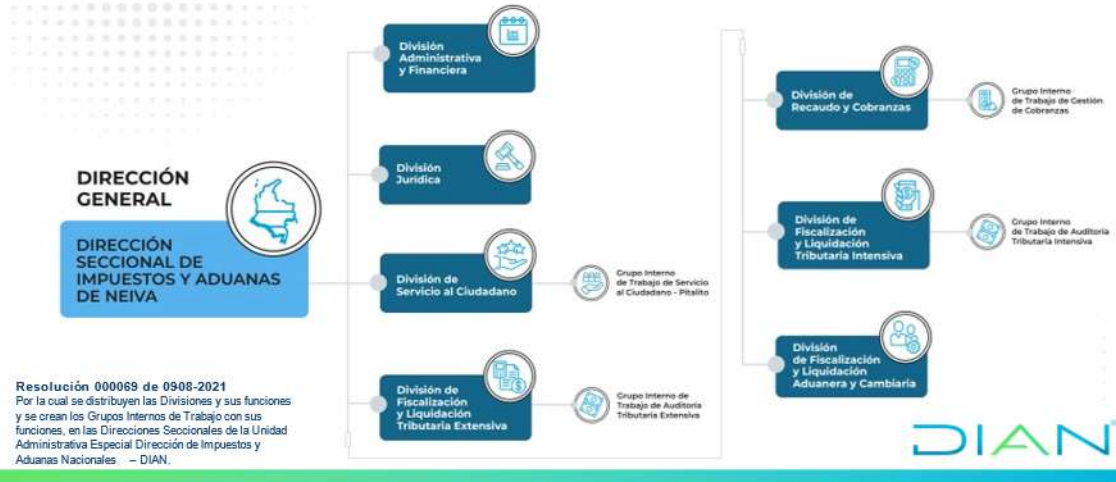 DIRECCIÓN
GENERAL
DIRECCIÓN
SECCIONAL DE
IMPUESTOS Y ADUANAS
DE NEIVA
División
Administrativa
y Financiera
División
Jurídica
División de
Servicio al Ciudadano
Grupo Interno
de Trabajo de Servicio
al Ciudadano - Pitalito
División de
Fiscalización
y Liquidación
Tributaria Extensiva
Grupo Interno de
Trabajo de Auditoría
Tributaria Extensiva
División de
Recaudo y Cobranzas
Grupo Interno
de Trabajo de Gestión
de Cobranzas
División de
Fiscalización
y Liquidación
Tributaria Intensiva
Grupo Interno
de Trabajo de Auditoría
Tributaria Intensiva
División
de Fiscalización
y Liquidación
Aduanera y Cambiaria
Resolución 000069 de 0908-2021
Por la cual se distribuyen las Divisiones y sus funciones
y se crean los Grupos Internos de Trabajo con sus
funciones, en las Direcciones Seccionales de la Unidad
Administrativa Especial Dirección de Impuestos y
Aduanas Nacionales – DIAN.
DIAN